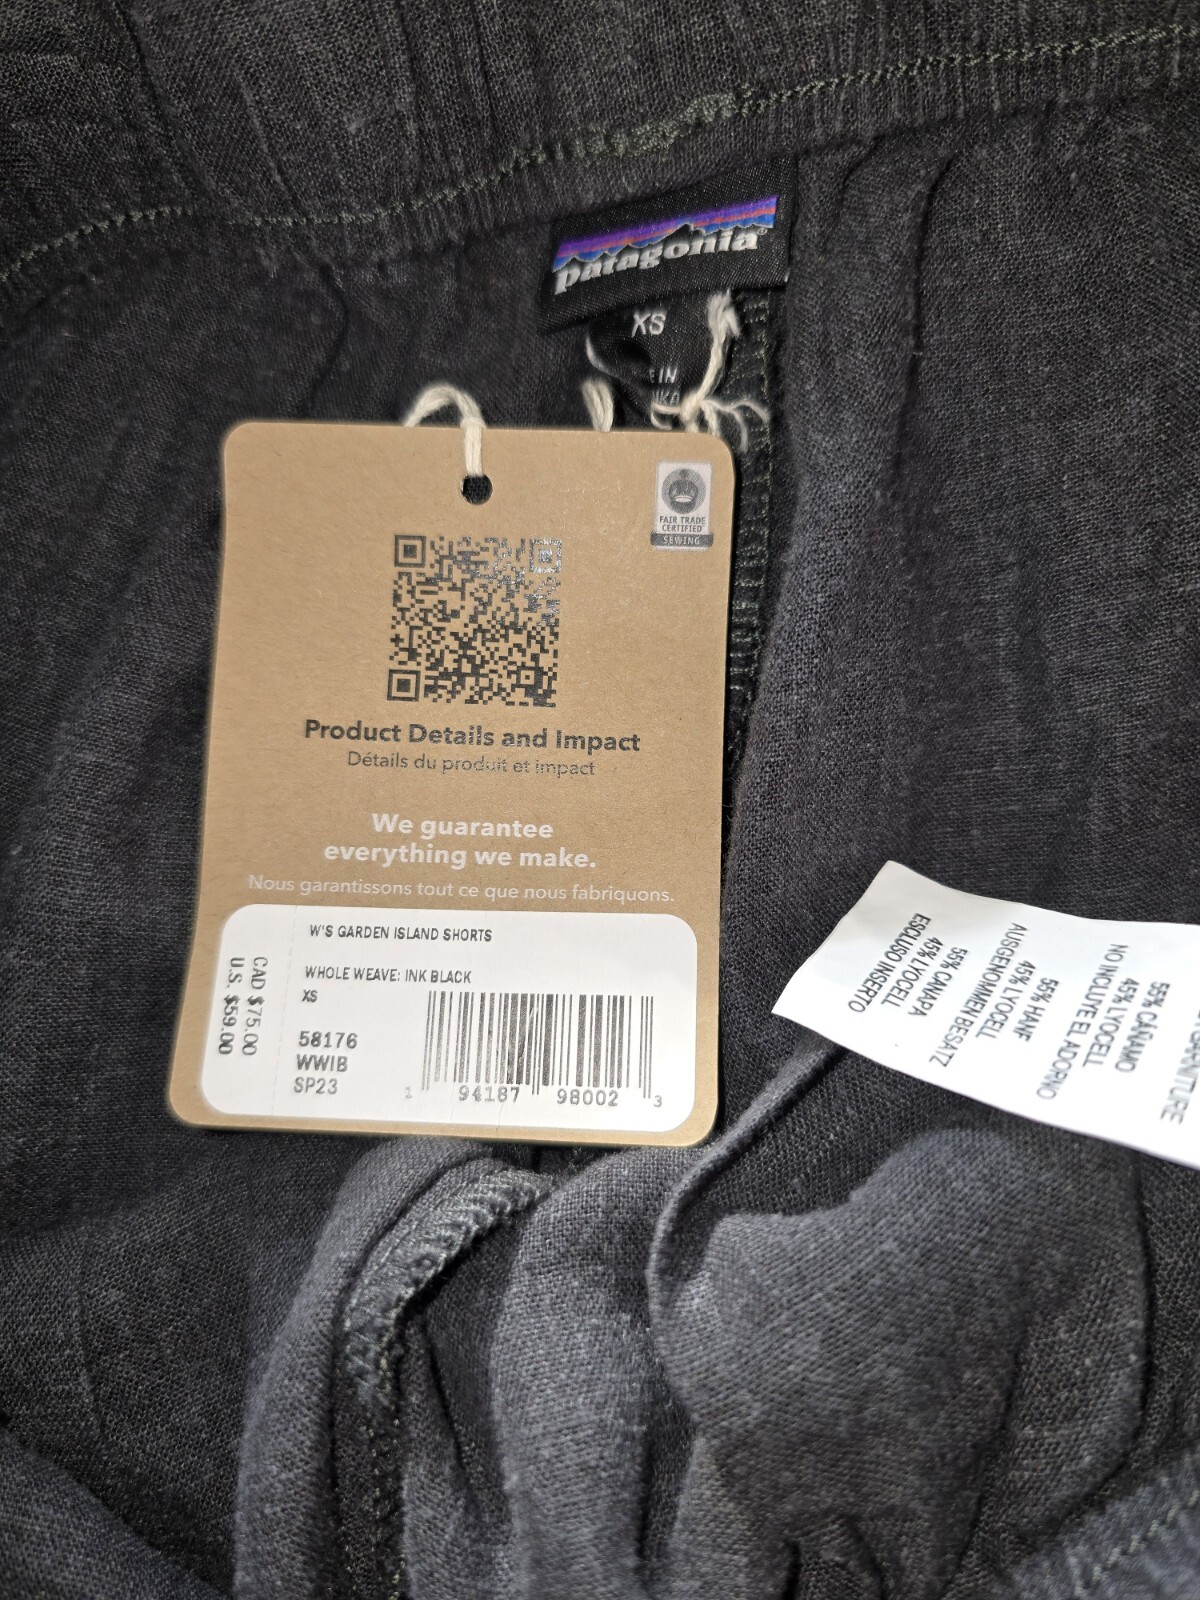 patagonia®
XS
FAIR TRADE
CERTIFIED
SEWING
Product Details and Impact
Détails du produit et impact
We guarantee
everything we make.
Nous garantissons tout ce que nous fabriquons.
W'S GARDEN ISLAND SHORTS
WHOLE WEAVE: INK BLACK
XS
58176
WWIB
SP23
CAD $75.00
U.S. $59.00
1 94187 98002 3
55% CÁÑAMO
45% LYOCELL
NO INCLUYE EL ADORNO
55% HANF
45% LYOCELL
AUSGENOMMEN BESATZ
55% CANAPA
45% LYOCELL
ESCLUSO INSERTO